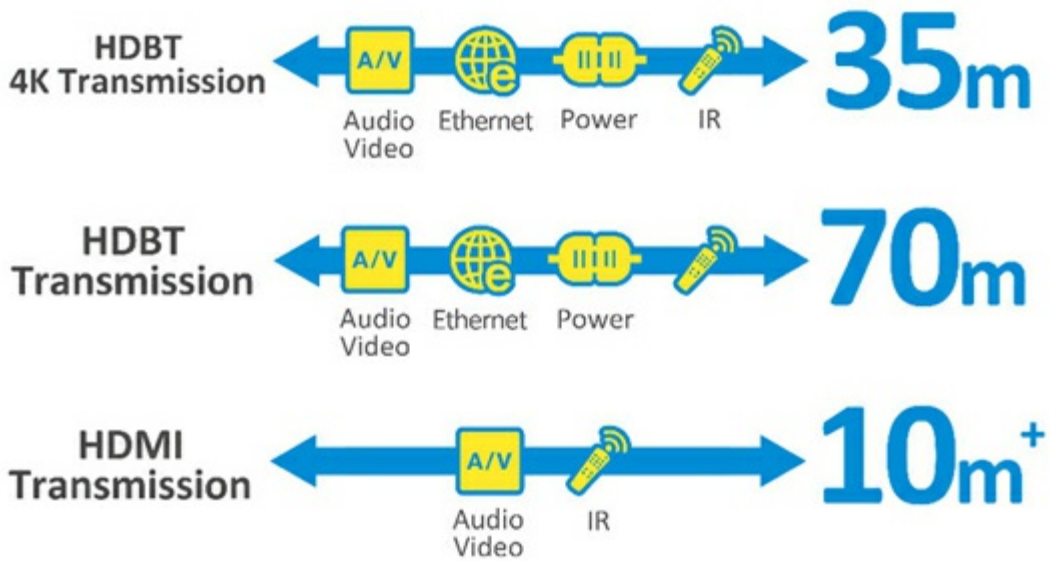 HDBT
4K Transmission
A/V
e
35m
Audio
Video
Ethernet
Power
IR
HDBT
Transmission
A/V
e
70m
Audio
Video
Ethernet
Power
HDMI
Transmission
A/V
10m+
Audio
Video
IR